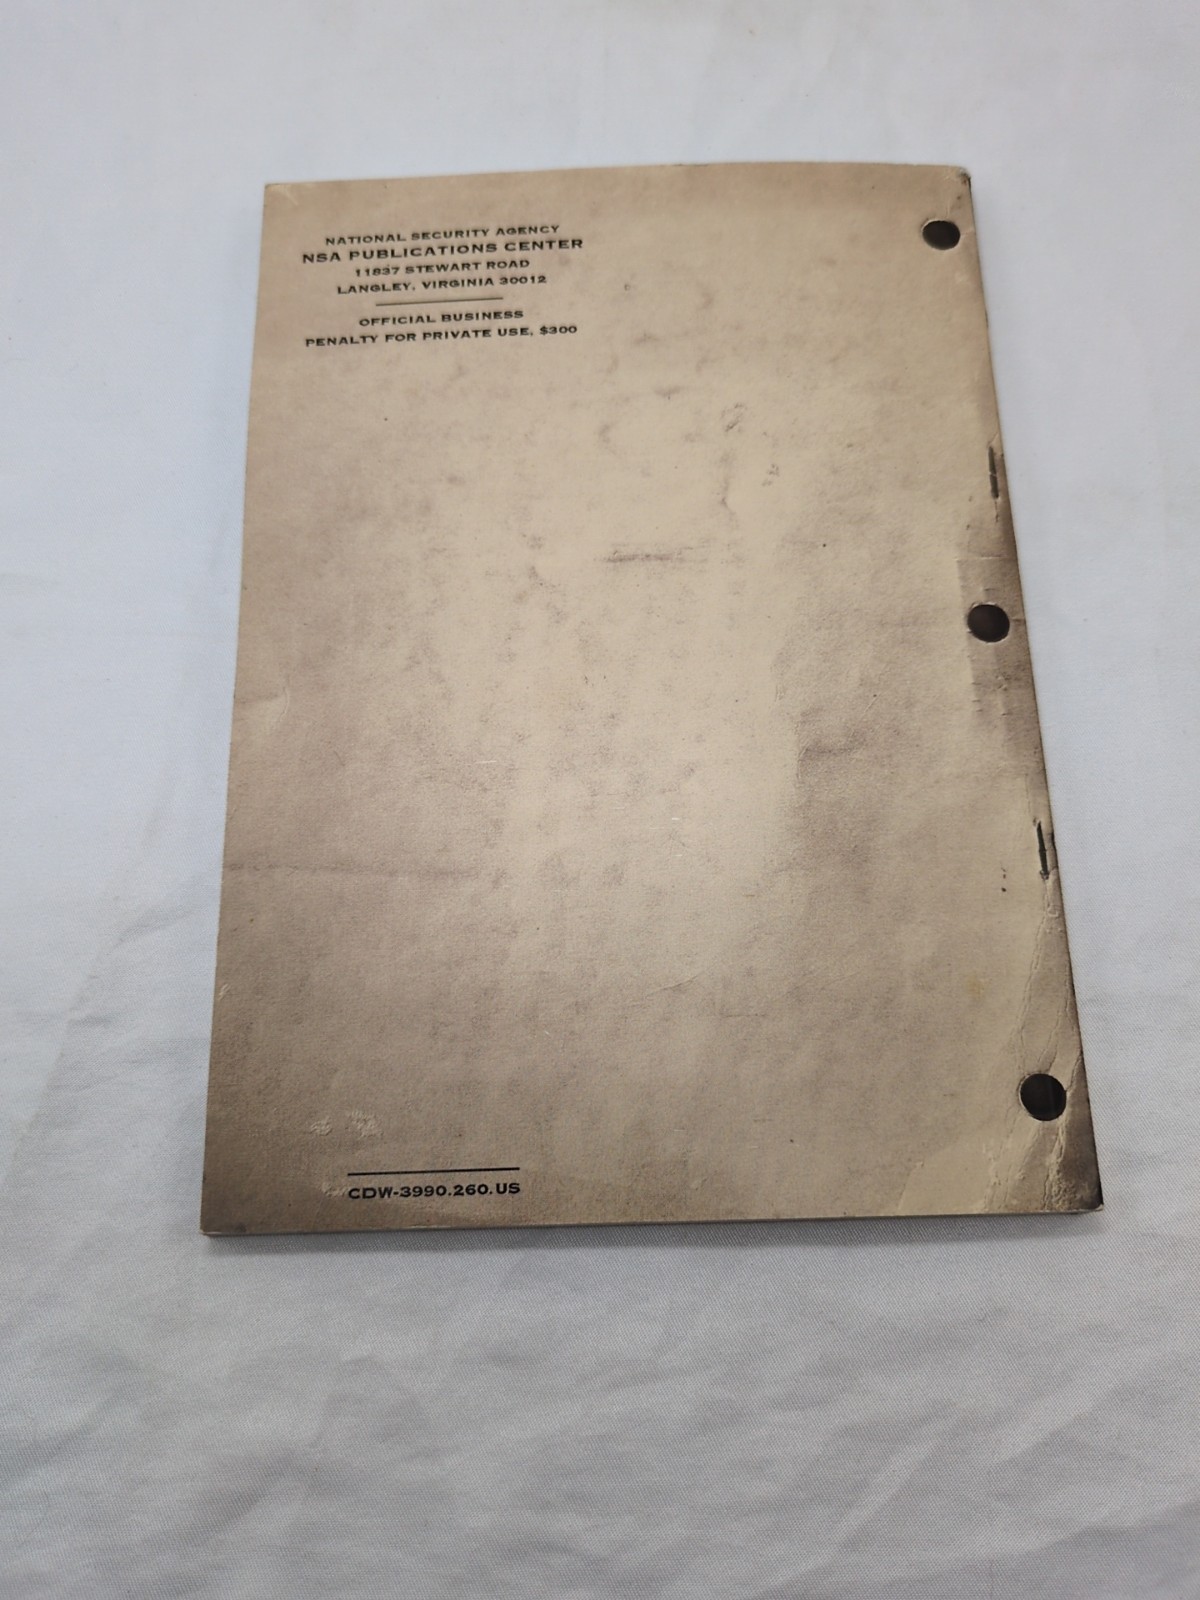 NATIONAL SECURITY AGENCY
NSA PUBLICATIONS CENTER
11837 STEWART ROAD
LANGLEY, VIRGINIA 30012
OFFICIAL BUSINESS
PENALTY FOR PRIVATE USE, $300
CDW-3990.260.US